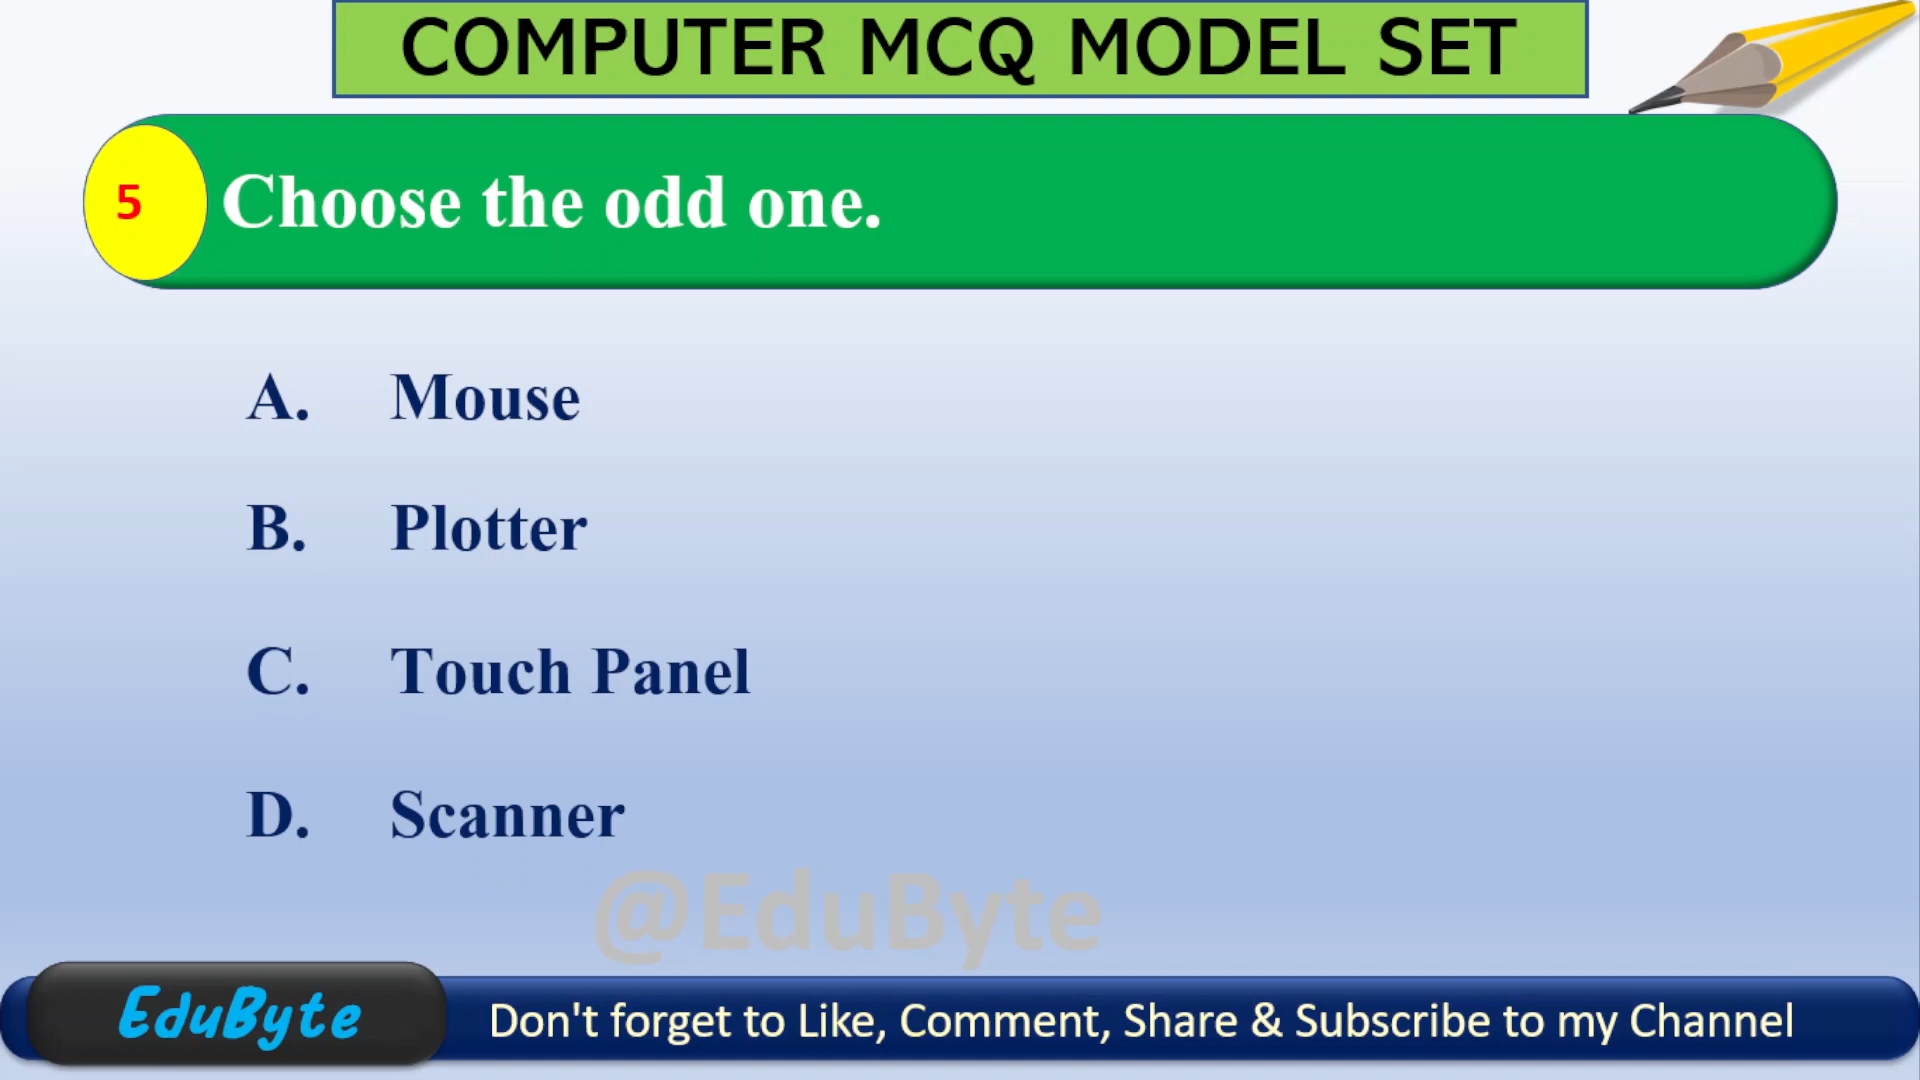 COMPUTER MCQ MODEL SET
5 Choose the odd one.
A. Mouse
B. Plotter
C. Touch Panel
D. Scanner
@EduByte
EduByte Don't forget to Like, Comment, Share & Subscribe to my Channel